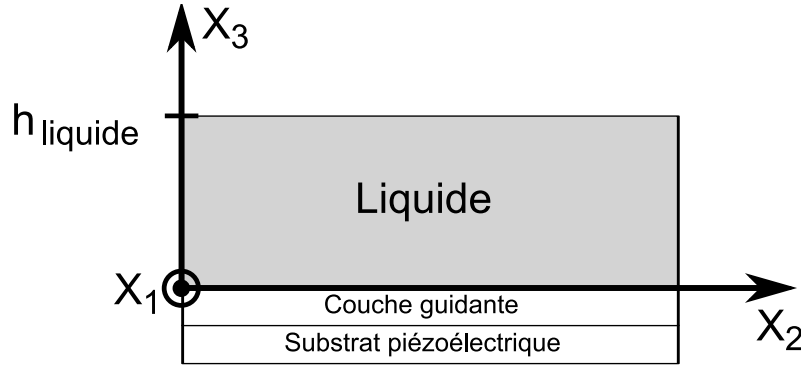 X3
h liquide
Liquide
X1
Couche guidante
X2
Substrat piézoélectrique